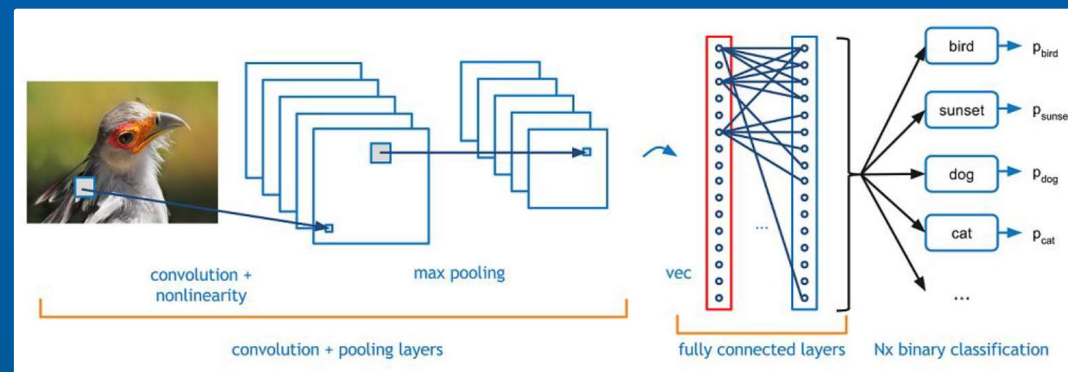 convolution +
nonlinearity
max pooling
convolution + pooling layers
vec
...
fully connected layers
bird
p_bird
sunset
p_sunset
dog
p_dog
cat
p_cat
...
Nx binary classification